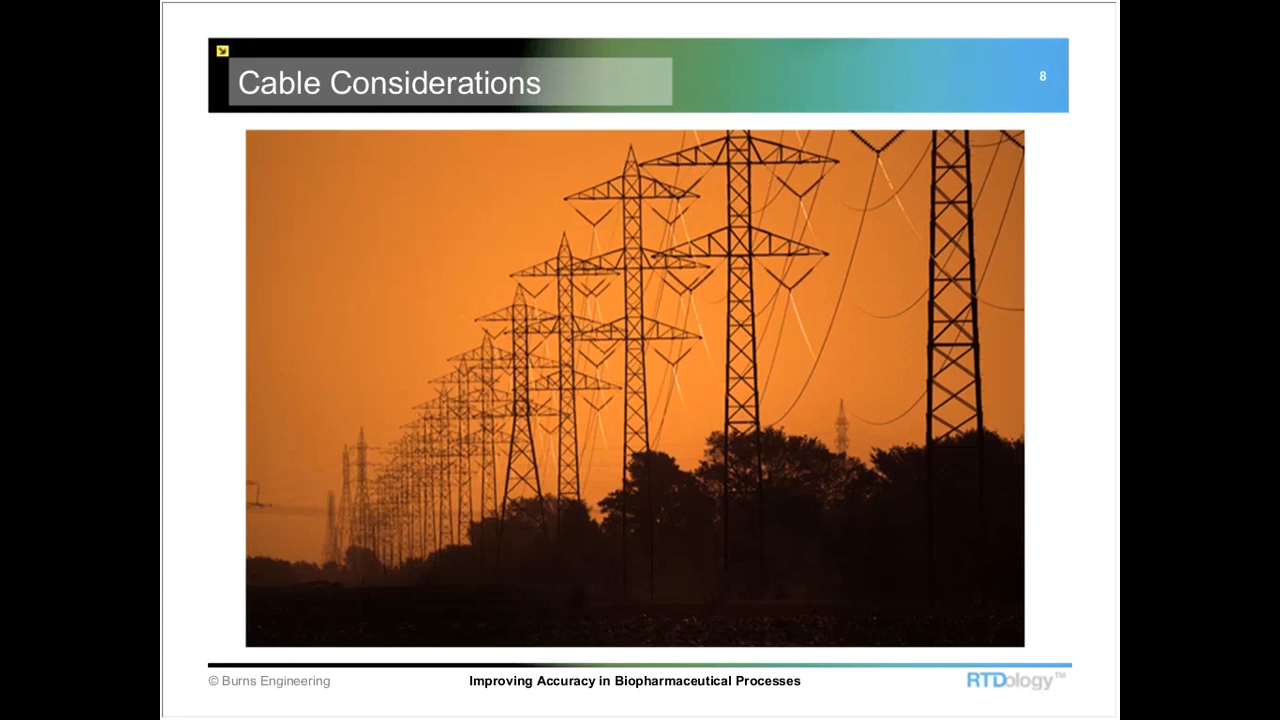 Cable Considerations
8
© Burns Engineering
Improving Accuracy in Biopharmaceutical Processes
RTDology™